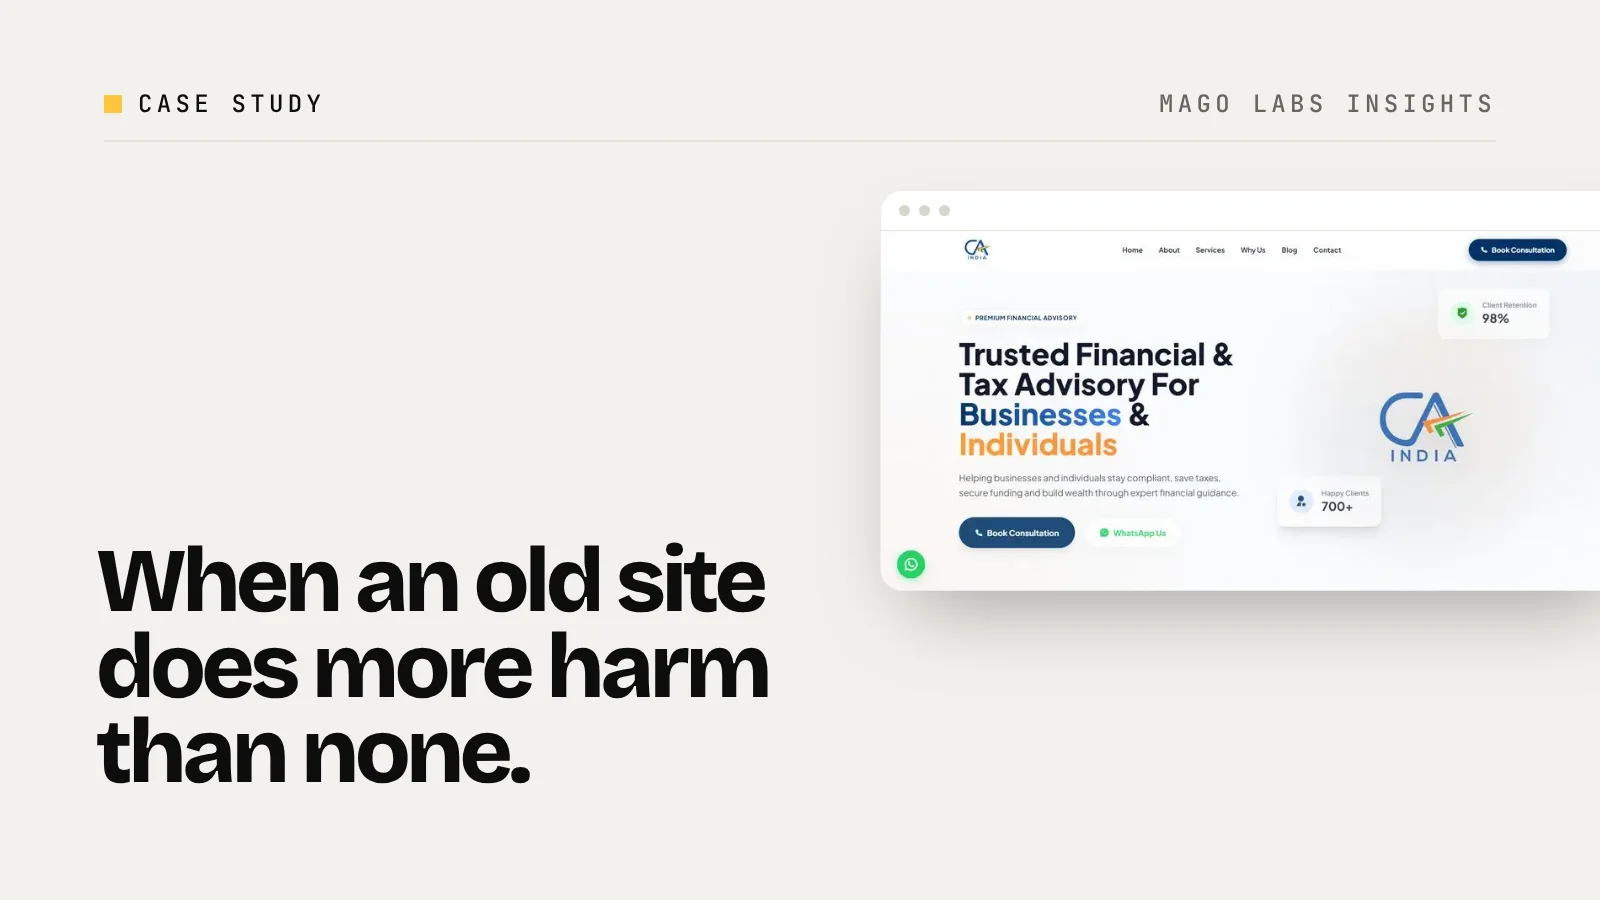 CASE STUDY
MAGO LABS INSIGHTS
When an old site
does more harm
than none.
CA
INDIA
Home About Services Why Us Blog Contact
Book Consultation
PREMIUM FINANCIAL ADVISORY
Trusted Financial &
Tax Advisory For
Businesses &
Individuals
Helping businesses and individuals stay compliant, save taxes,
secure funding and build wealth through expert financial guidance.
Book Consultation
WhatsApp Us
Client Retention
98%
CA
INDIA
Happy Clients
700+